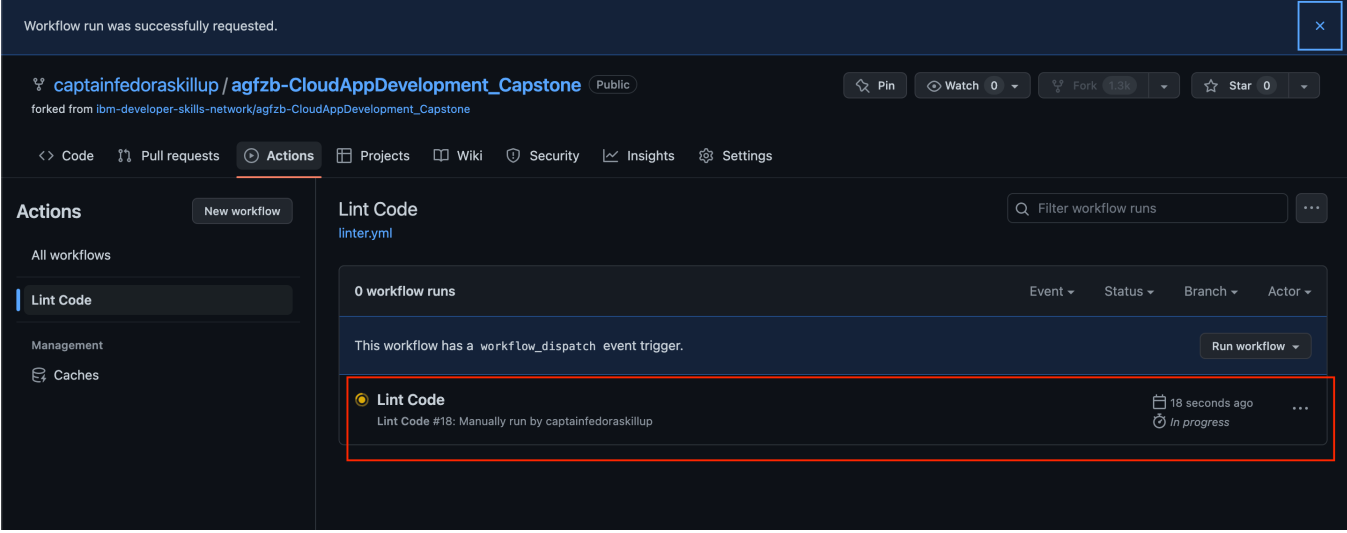 Workflow run was successfully requested.
captainfedoraskillup / agfzb-CloudAppDevelopment_Capstone Public
Pin Watch 0 Fork 1.3k Star 0
forked from ibm-developer-skills-network/agfzb-CloudAppDevelopment_Capstone
Code Pull requests Actions Projects Wiki Security Insights Settings
Actions New workflow
All workflows
Lint Code
Management
Caches
Lint Code
Filter workflow runs
linter.yml
0 workflow runs Event Status Branch Actor
This workflow has a workflow_dispatch event trigger. Run workflow
Lint Code
Lint Code #18: Manually run by captainfedoraskillup
18 seconds ago
In progress